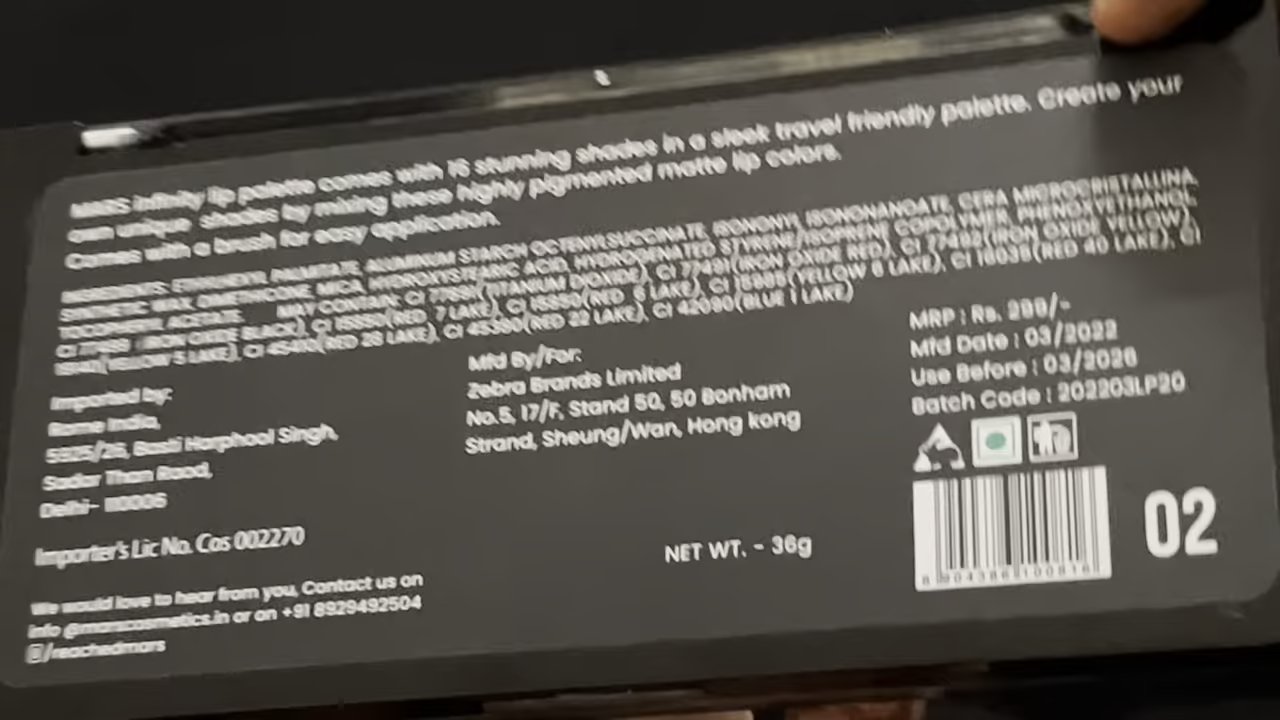 MARS infinity lip palette comes with 16 stunning shades in a sleek travel friendly palette. Create your
own unique shades by mixing these highly pigmented matte lip colors.
Comes with a brush for easy application.
INGREDIENTS: ETHYLHEXYL PALMITATE, ALUMINUM STARCH OCTENYLSUCCINATE, ISONONYL ISONONANOATE, CERA MICROCRISTALLINA,
SYNTHETIC WAX, DIMETHICONE, MICA, HYDROXYSTEARIC ACID, HYDROGENATED STYRENE/ISOPRENE COPOLYMER, PHENOXYETHANOL,
TOCOPHERYL ACETATE. MAY CONTAIN: CI 77891(TITANIUM DIOXIDE), CI 77491(IRON OXIDE RED), CI 77492(IRON OXIDE YELLOW),
CI 77499 (IRON OXIDE BLACK), CI 15850(RED 7 LAKE), CI 15850(RED 6 LAKE), CI 15985(YELLOW 6 LAKE), CI 16035(RED 40 LAKE), CI
(YELLOW 5 LAKE), CI 45410(RED 28 LAKE), CI 45380(RED 22 LAKE), CI 42090(BLUE 1 LAKE)
Imported by:
India,
Basti Harphool Singh,
Sadar Than Road,
Delhi- 110006
Importer's Lic No. Cos 002270
We would love to hear from you, Contact us on
info @marscosmetics.in or on +91 8929492504
/reachedmars
Mfd By/For:
Zebra Brands Limited
No.5, 17/F, Stand 50, 50 Bonham
Strand, Sheung/Wan, Hong kong
NET WT. - 36g
MRP : Rs. 299/-
Mfd Date : 03/2022
Use Before : 03/2026
Batch Code : 202203LP20
02